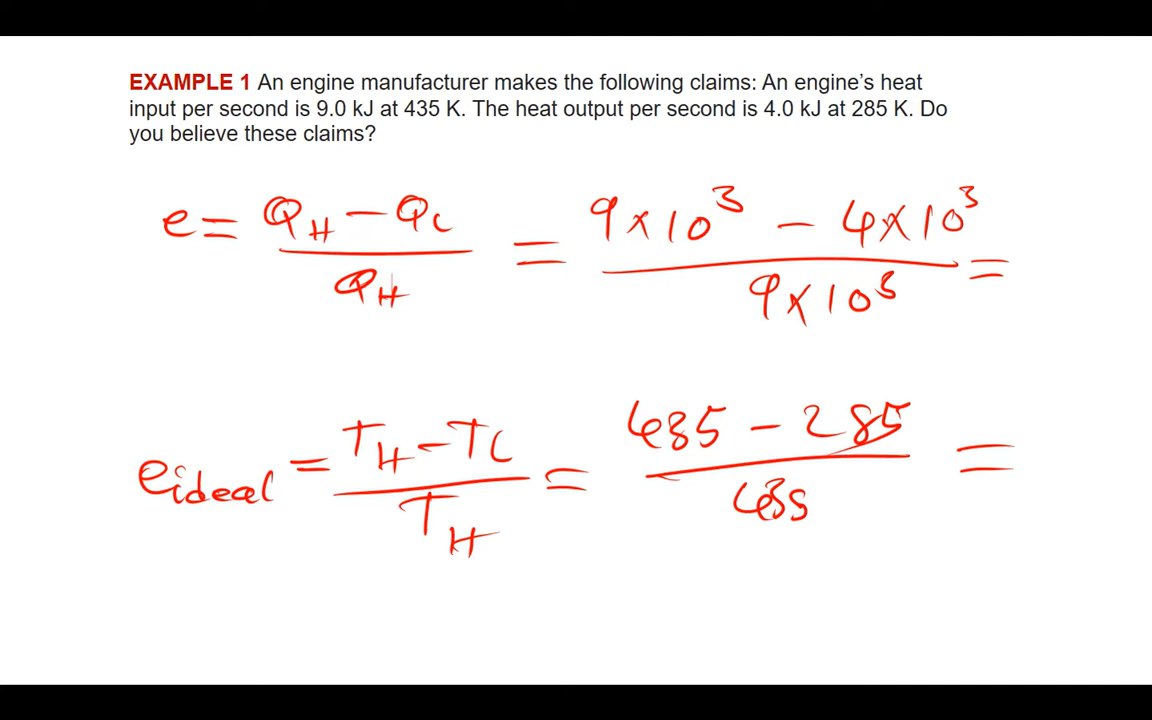 EXAMPLE 1 An engine manufacturer makes the following claims: An engine's heat
input per second is 9.0 kJ at 435 K. The heat output per second is 4.0 kJ at 285 K. Do
you believe these claims?
e = (Q_H − Q_L) / Q_H = (9×10³ − 4×10³) / (9×10³) =
e_ideal = (T_H − T_L) / T_H = (435 − 285) / 435 =